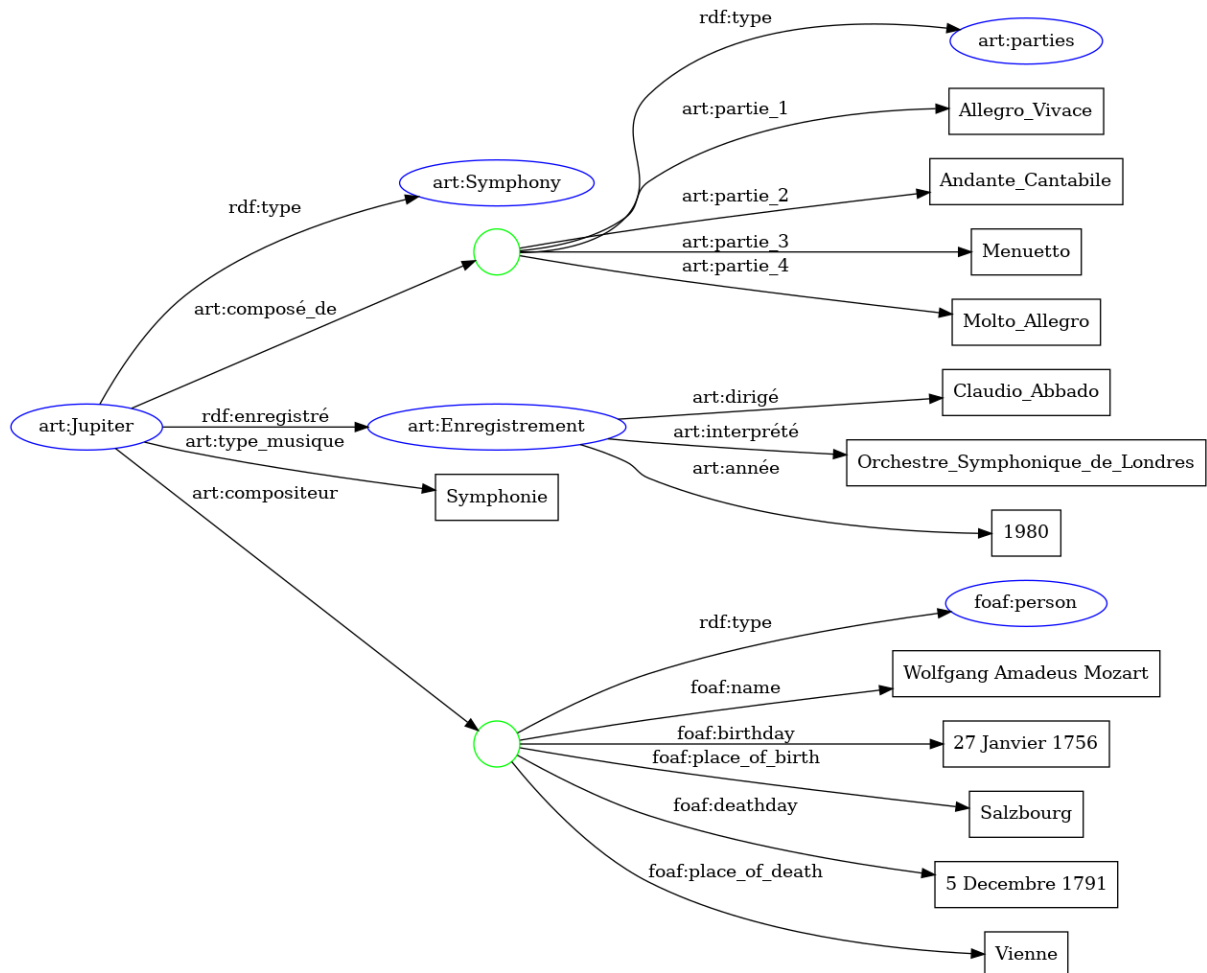 rdf:type
art:parties
art:partie_1
Allegro_Vivace
art:Symphony
art:partie_2
Andante_Cantabile
rdf:type
art:partie_3
Menuetto
art:partie_4
art:composé_de
Molto_Allegro
art:Jupiter
rdf:enregistré
art:Enregistrement
art:dirigé
Claudio_Abbado
art:type_musique
art:interprété
Orchestre_Symphonique_de_Londres
art:compositeur
Symphonie
art:année
1980
rdf:type
foaf:person
foaf:name
Wolfgang Amadeus Mozart
foaf:birthday
27 Janvier 1756
foaf:place_of_birth
Salzbourg
foaf:deathday
5 Decembre 1791
foaf:place_of_death
Vienne